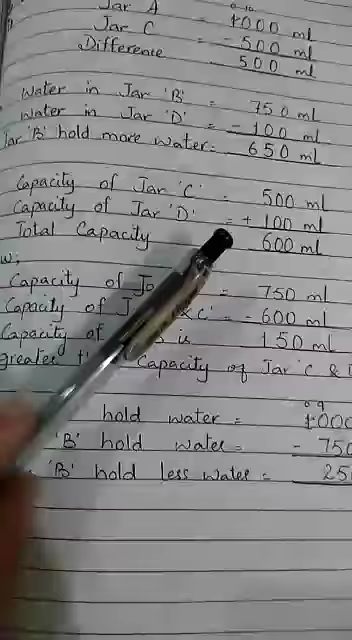 Jar A = 1000 ml
Jar C = - 500 ml
Difference 500 ml
Water in Jar 'B' = 750 ml
Water in Jar 'D' = - 100 ml
Jar 'B' hold more water = 650 ml
Capacity of Jar 'C' = 500 ml
Capacity of Jar 'D' = + 100 ml
Total Capacity 600 ml
w;
Capacity of Ja = 750 ml
Capacity of J &C' = - 600 ml
Capacity of is 150 ml
greater t Capacity of Jar 'C & D
hold water = 1000
'B' hold water = - 750
'B' hold less water = 250